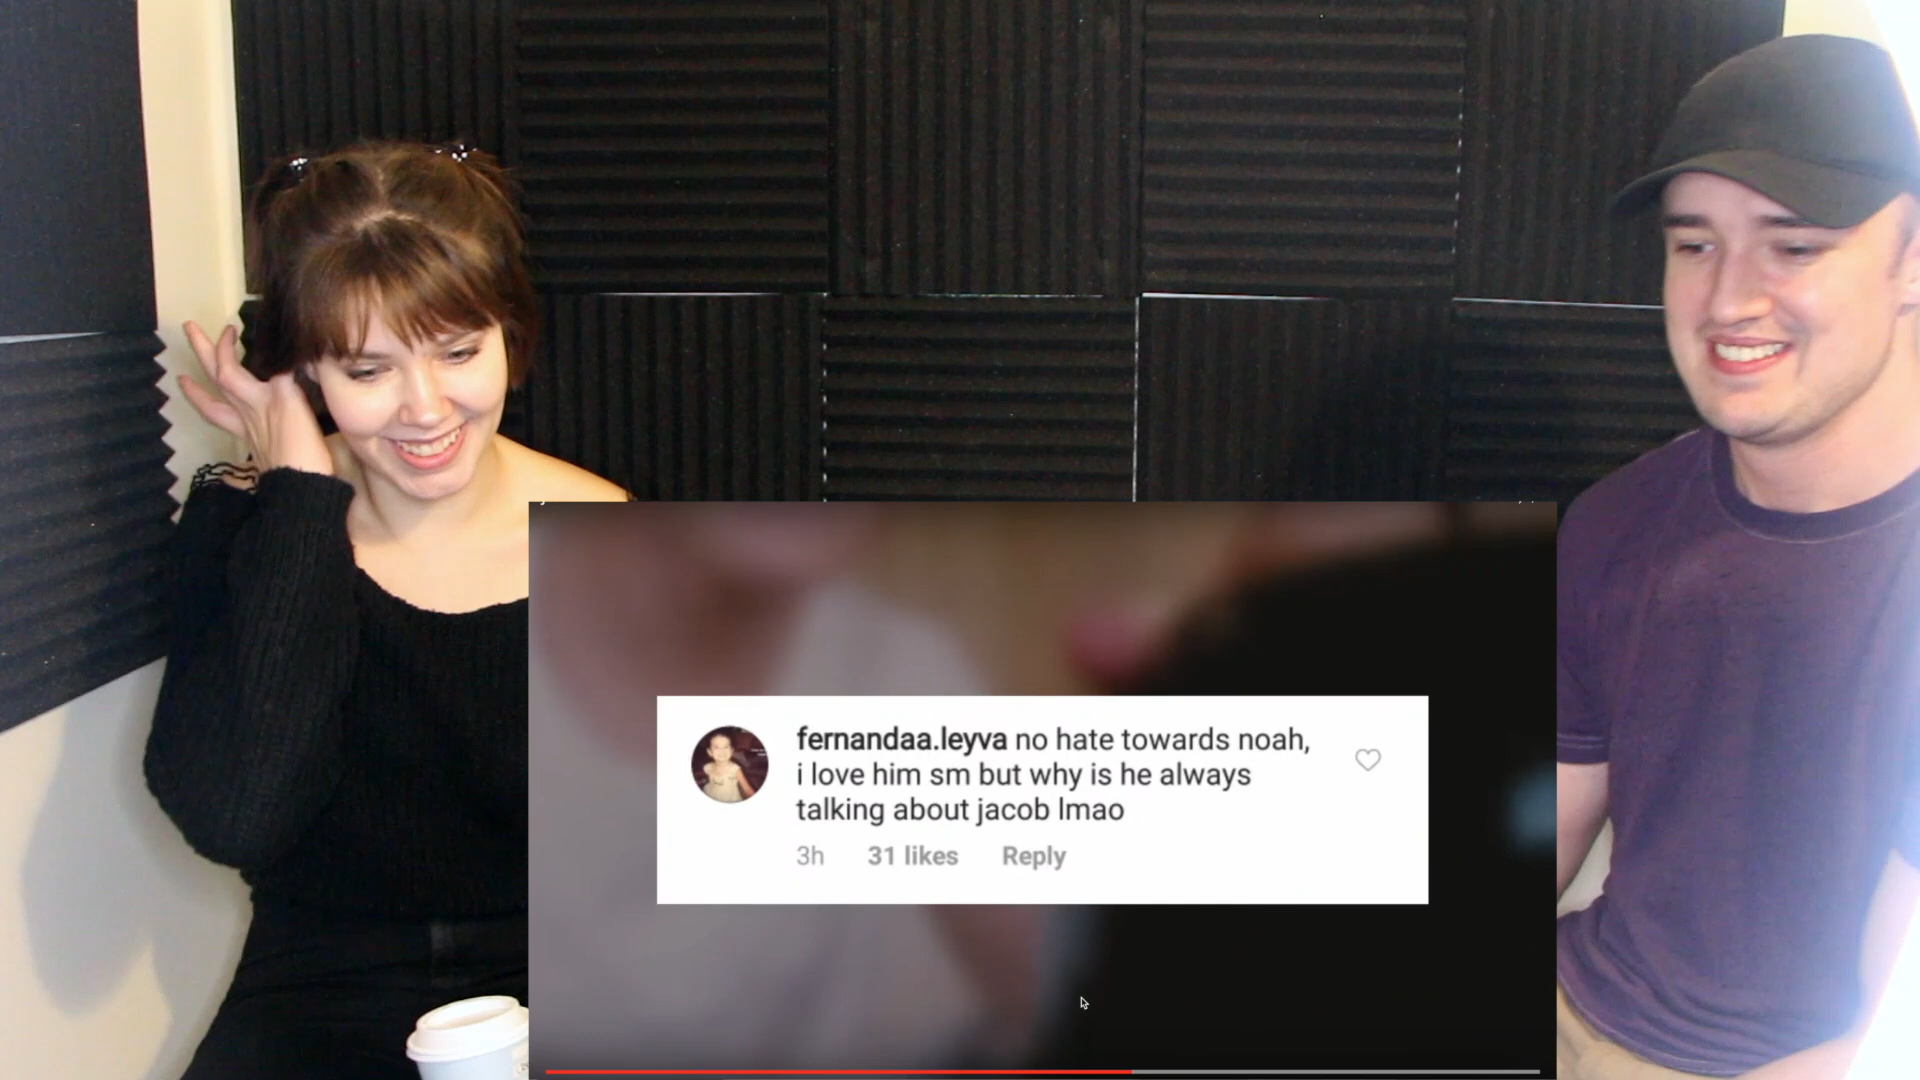 fernandaa.leyva no hate towards noah,
i love him sm but why is he always
talking about jacob lmao
3h 31 likes Reply